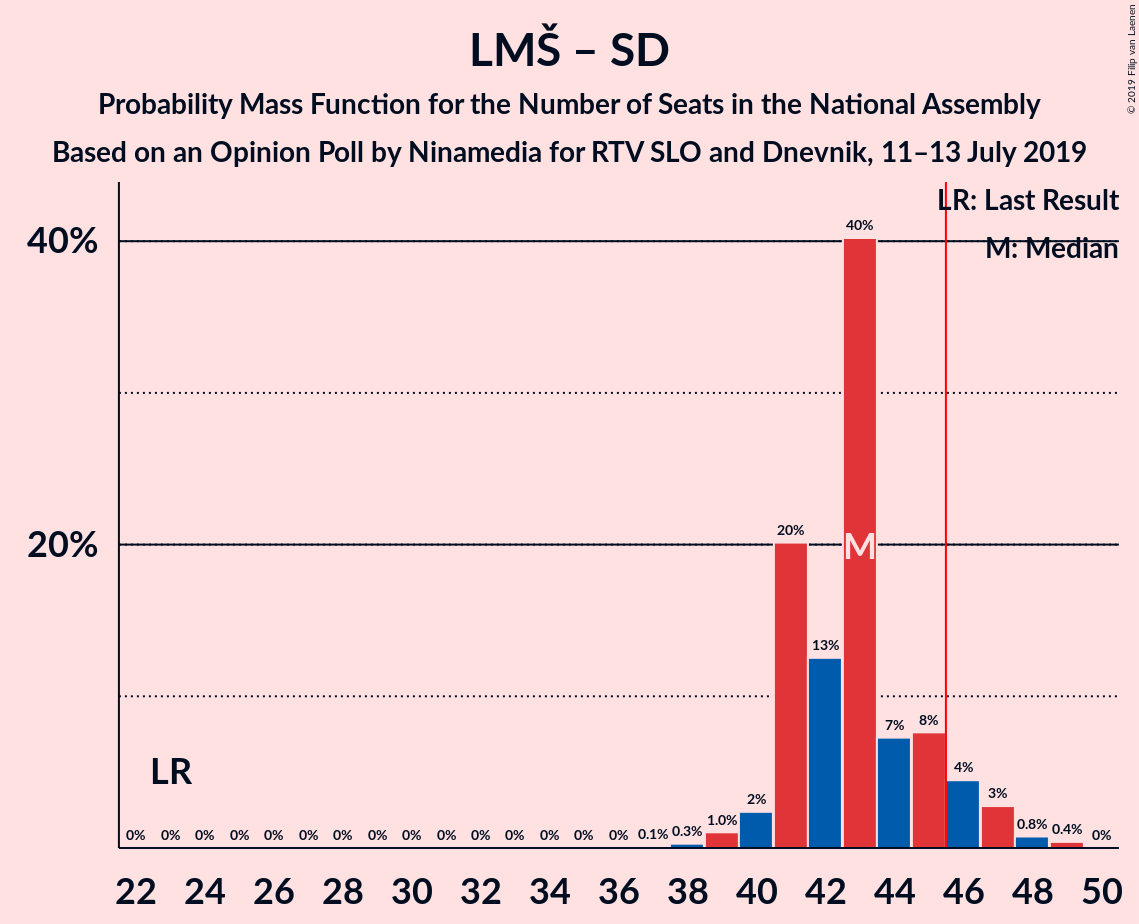 LMŠ – SD
Probability Mass Function for the Number of Seats in the National Assembly
Based on an Opinion Poll by Ninamedia for RTV SLO and Dnevnik, 11–13 July 2019
© 2019 Filip van Laenen
LR: Last Result
M: Median
40%
20%
40%
20%
M
13%
7%
8%
4%
3%
2%
1.0%
0.8%
0.4%
0.3%
0.1%
LR
0% 0% 0% 0% 0% 0% 0% 0% 0% 0% 0% 0% 0% 0% 0% 0%
22 24 26 28 30 32 34 36 38 40 42 44 46 48 50